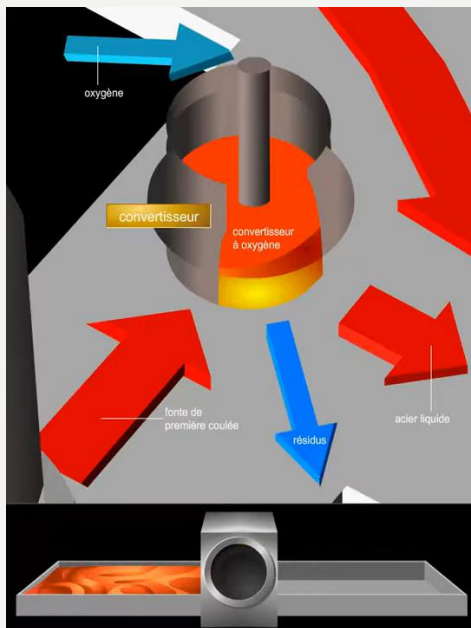 oxygène
convertisseur
convertisseur
à oxygène
fonte de
première coulée
résidus
acier liquide